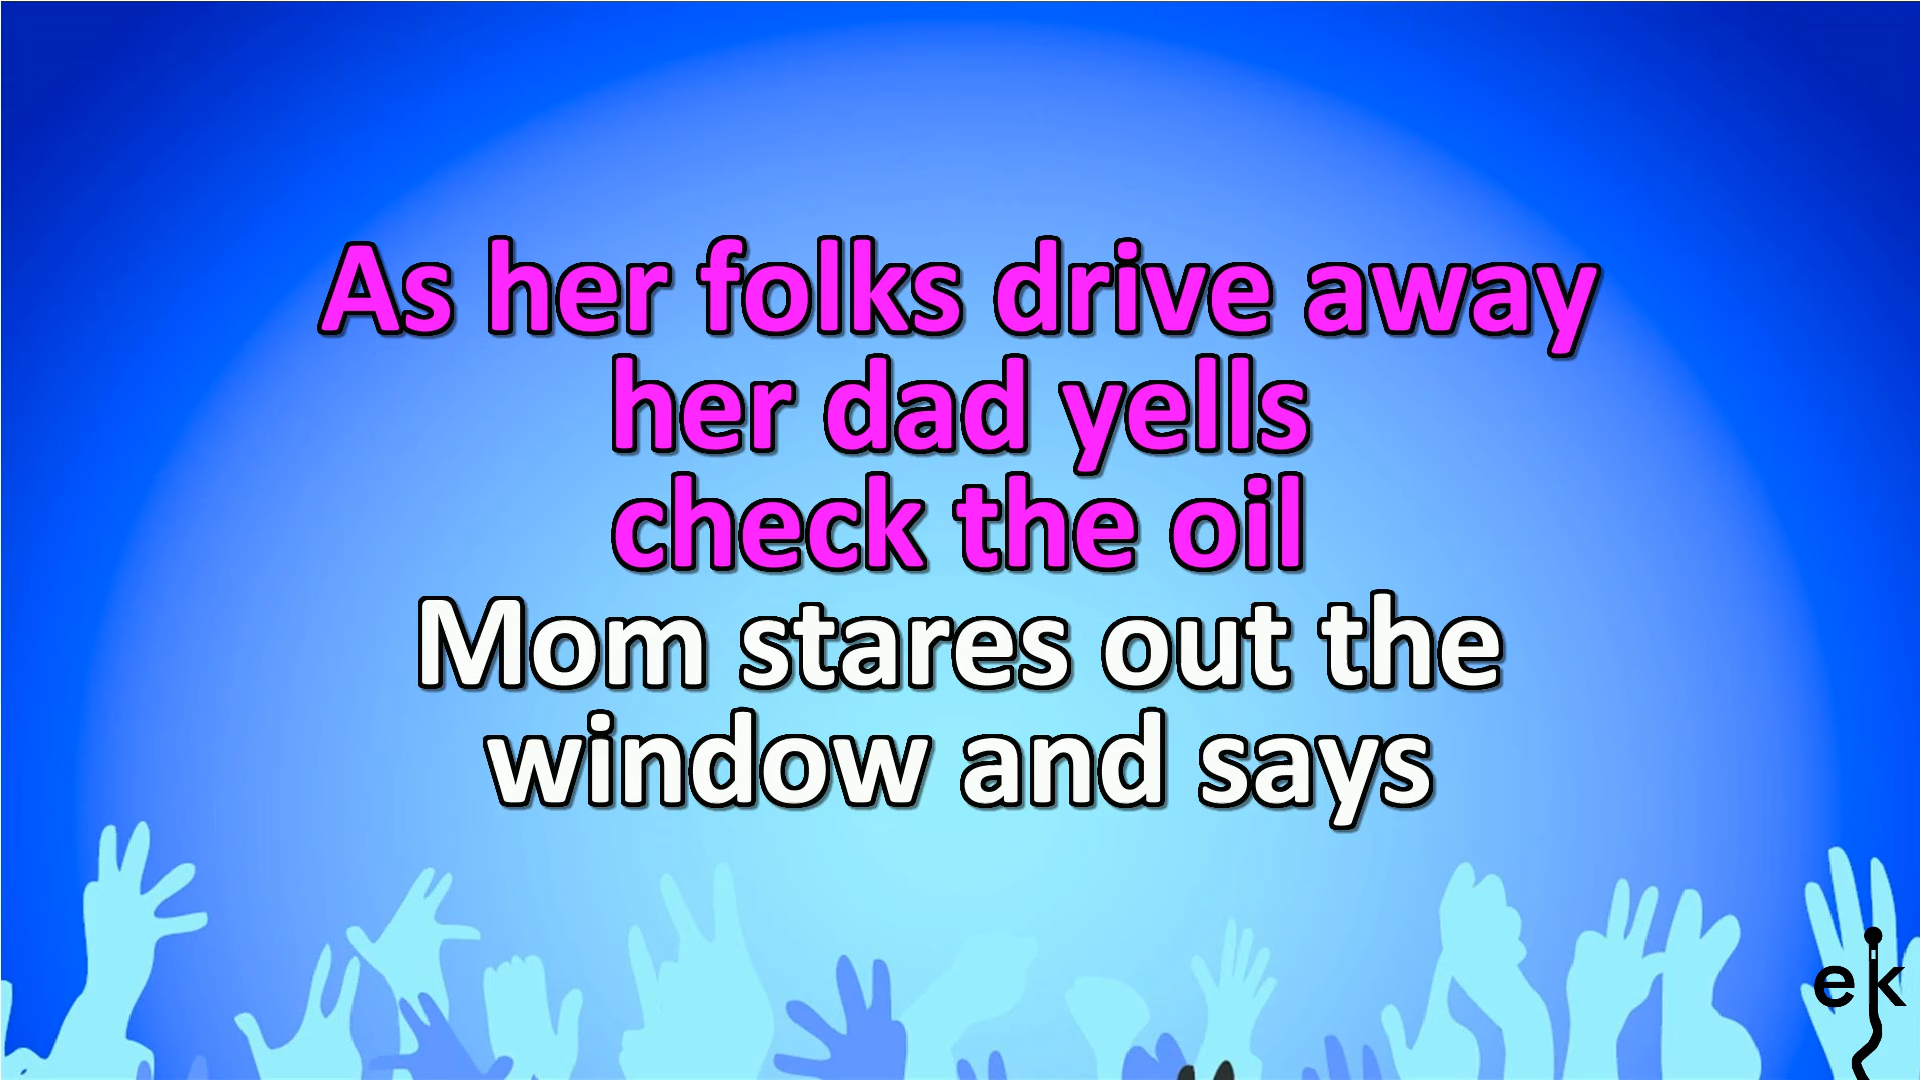 As her folks drive away
her dad yells
check the oil
Mom stares out the
window and says
ek